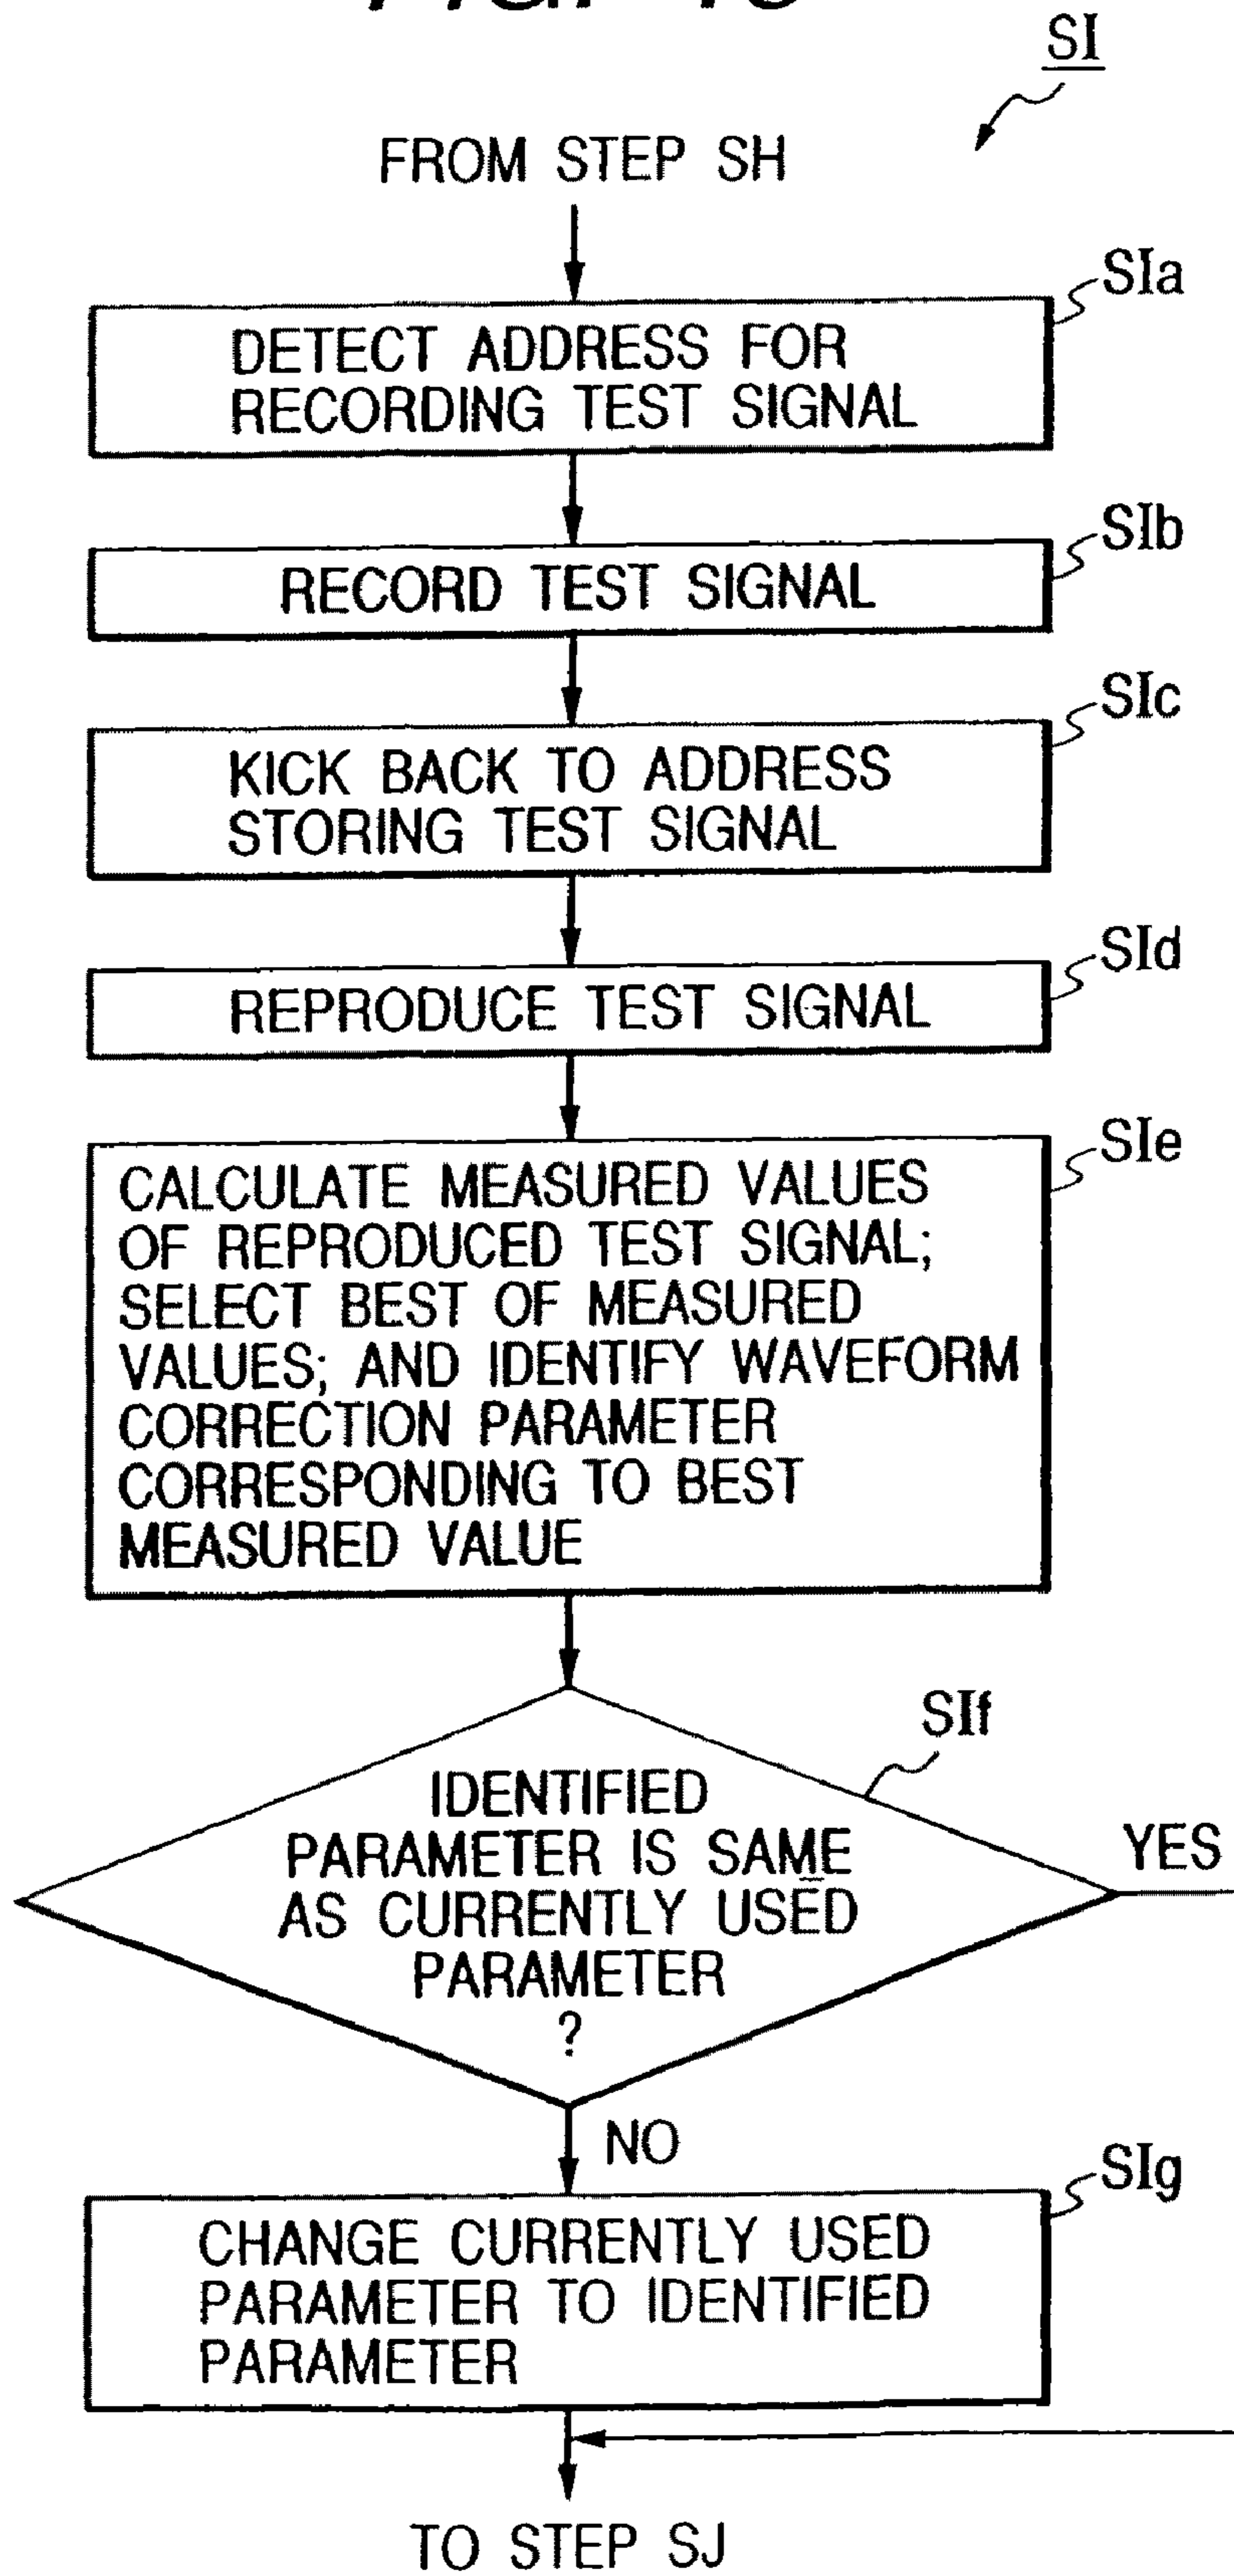 SI
FROM STEP SH
SIa
DETECT ADDRESS FOR
RECORDING TEST SIGNAL
SIb
RECORD TEST SIGNAL
SIc
KICK BACK TO ADDRESS
STORING TEST SIGNAL
SId
REPRODUCE TEST SIGNAL
SIe
CALCULATE MEASURED VALUES
OF REPRODUCED TEST SIGNAL;
SELECT BEST OF MEASURED
VALUES; AND IDENTIFY WAVEFORM
CORRECTION PARAMETER
CORRESPONDING TO BEST
MEASURED VALUE
SIf
IDENTIFIED
PARAMETER IS SAME
AS CURRENTLY USED
PARAMETER
?
YES
NO
SIg
CHANGE CURRENTLY USED
PARAMETER TO IDENTIFIED
PARAMETER
TO STEP SJ